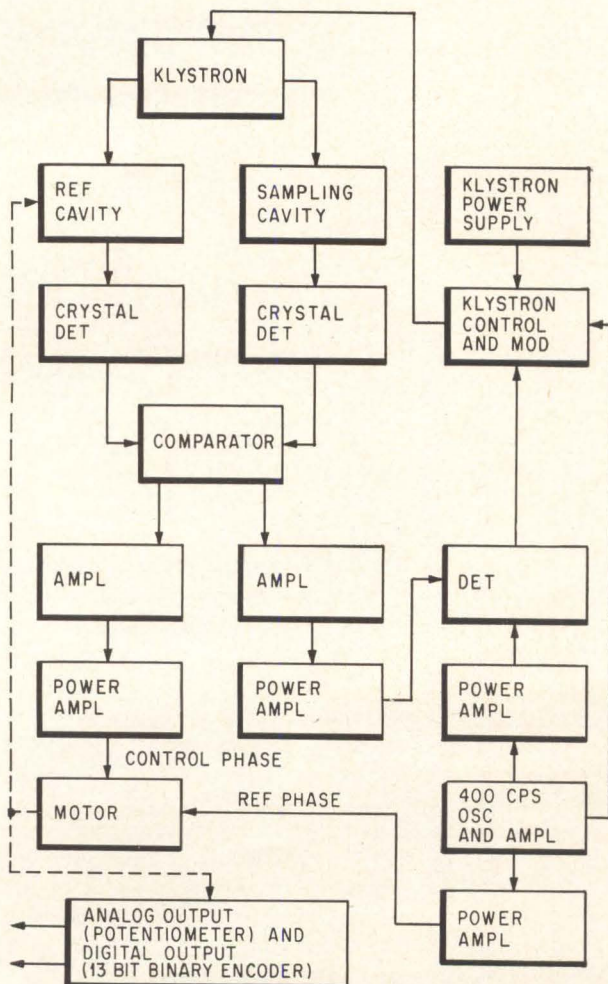 KLYSTRON
REF
CAVITY
SAMPLING
CAVITY
KLYSTRON
POWER
SUPPLY
CRYSTAL
DET
CRYSTAL
DET
KLYSTRON
CONTROL
AND MOD
COMPARATOR
AMPL
AMPL
DET
POWER
AMPL
POWER
AMPL
POWER
AMPL
CONTROL PHASE
MOTOR
REF PHASE
400 CPS
OSC
AND AMPL
ANALOG OUTPUT
(POTENTIOMETER) AND
DIGITAL OUTPUT
(13 BIT BINARY ENCODER)
POWER
AMPL